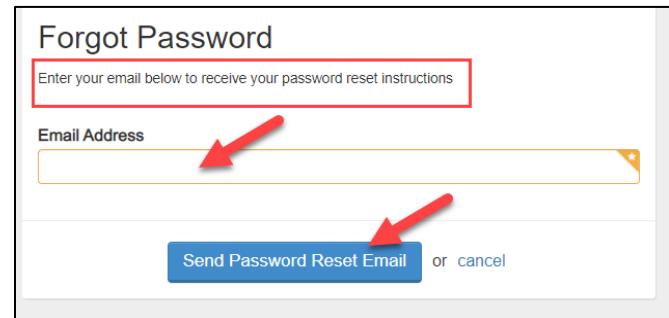 Forgot Password
Enter your email below to receive your password reset instructions
Email Address
Send Password Reset Email or cancel